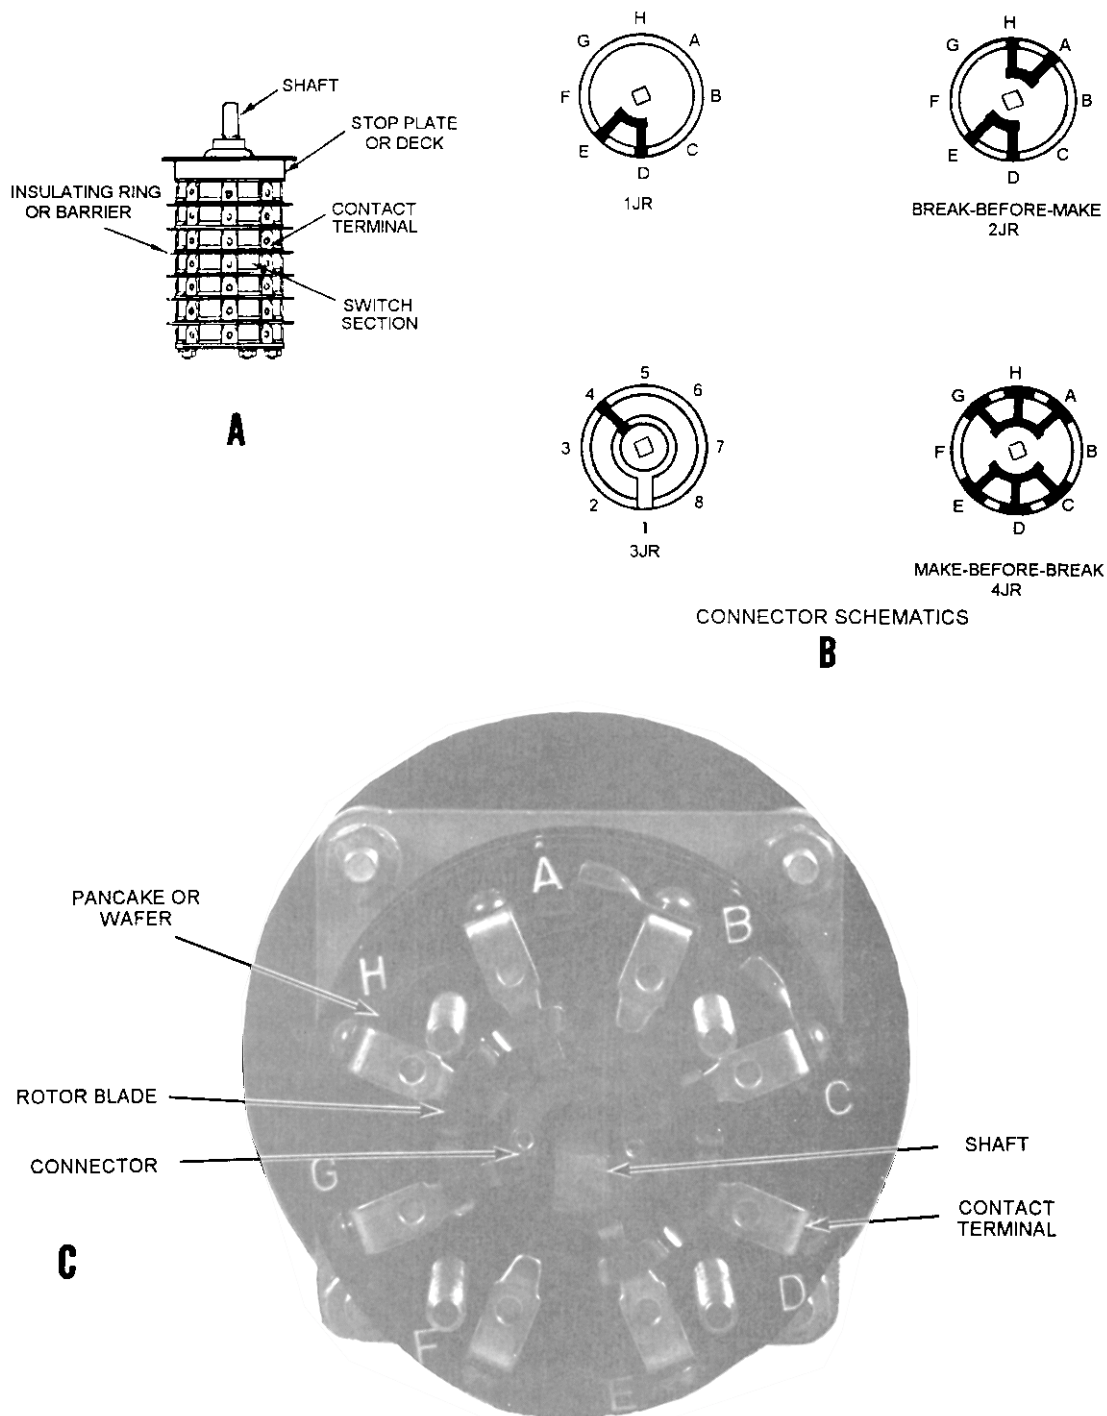 SHAFT
STOP PLATE
OR DECK
INSULATING RING
OR BARRIER
CONTACT
TERMINAL
SWITCH
SECTION
A
H
G
A
F
B
E
C
D
1JR
H
G
A
F
B
E
C
D
BREAK-BEFORE-MAKE
2JR
5
4
6
3
7
2
8
1
3JR
H
G
A
F
B
E
C
D
MAKE-BEFORE-BREAK
4JR
CONNECTOR SCHEMATICS
B
PANCAKE OR
WAFER
ROTOR BLADE
CONNECTOR
A
B
H
C
G
D
F
E
SHAFT
CONTACT
TERMINAL
C